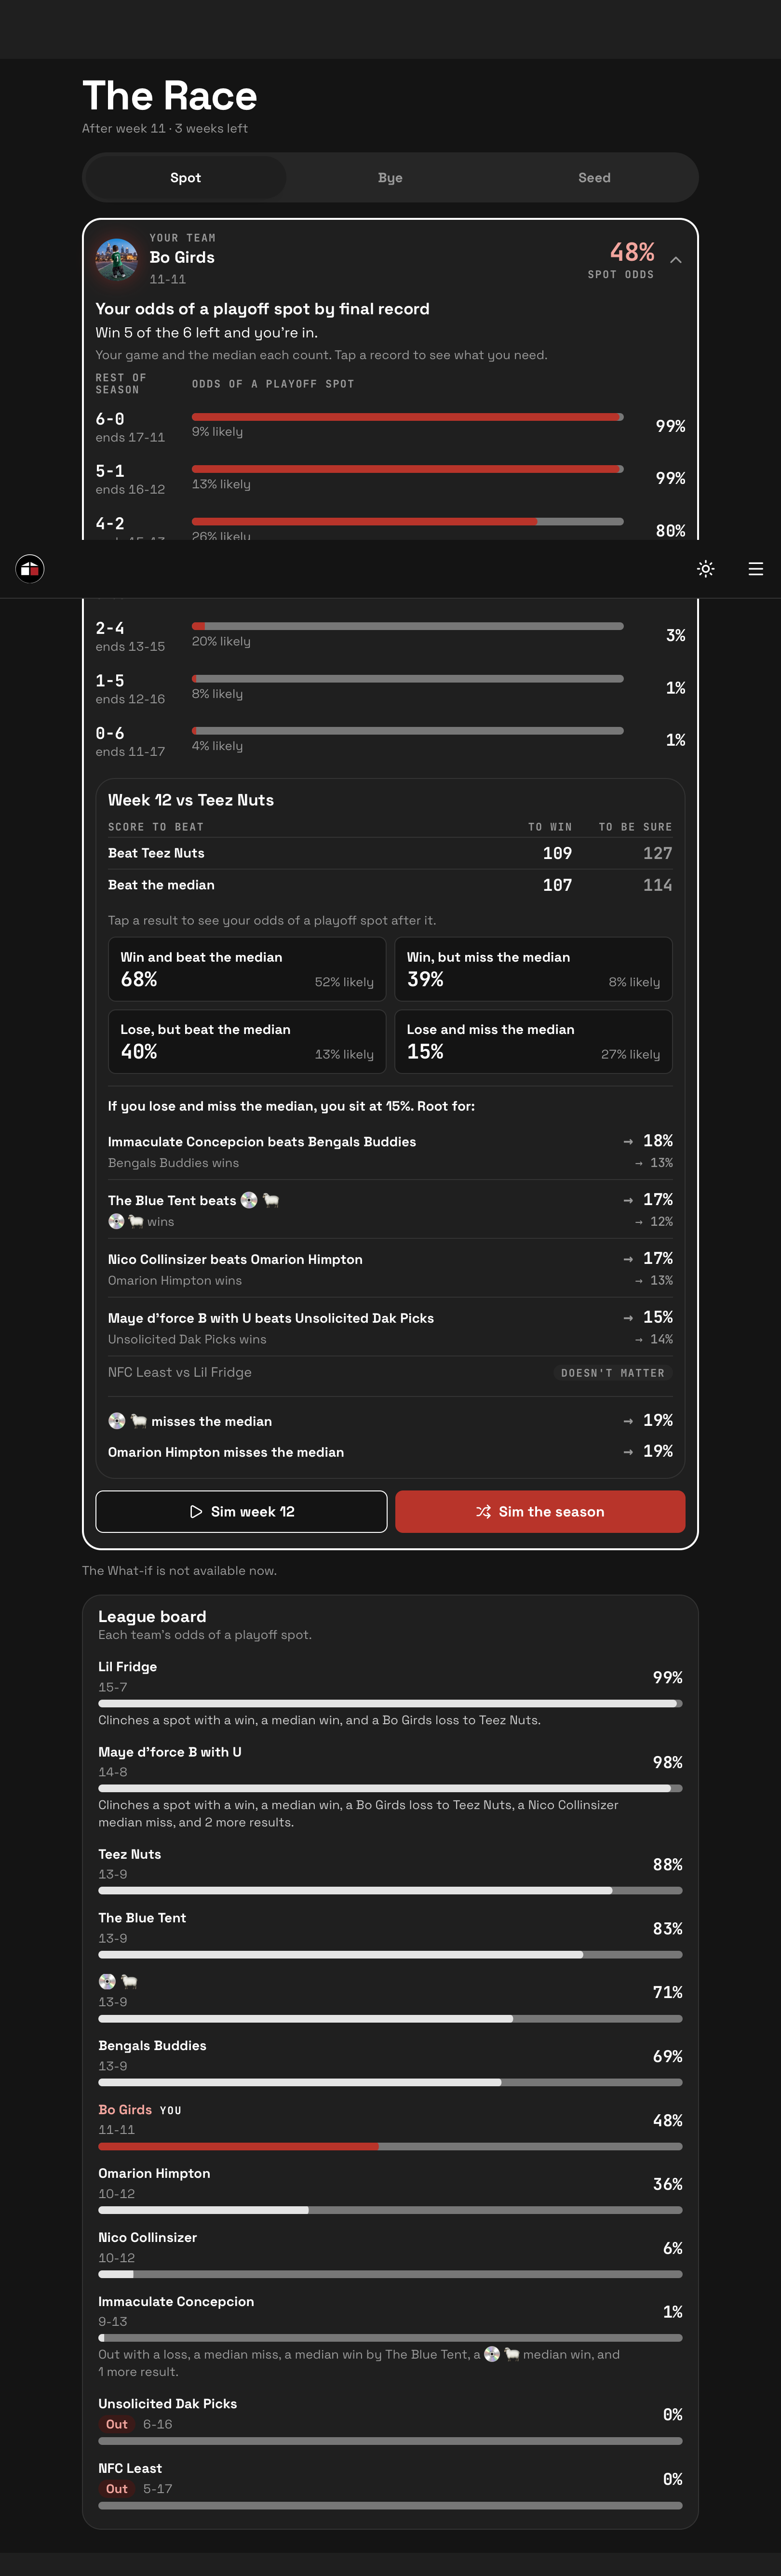 The Race
After week 11 · 3 weeks left
Spot
Bye
Seed
YOUR TEAM
Bo Girds
11-11
48%
SPOT ODDS
Your odds of a playoff spot by final record
Win 5 of the 6 left and you're in.
Your game and the median each count. Tap a record to see what you need.
REST OF
SEASON
ODDS OF A PLAYOFF SPOT
6-0
ends 17-11
9% likely
99%
5-1
ends 16-12
13% likely
99%
4-2
26% likely
80%
2-4
ends 13-15
20% likely
3%
1-5
ends 12-16
8% likely
1%
0-6
ends 11-17
4% likely
1%
Week 12 vs Teez Nuts
SCORE TO BEAT
TO WIN
TO BE SURE
Beat Teez Nuts
109
127
Beat the median
107
114
Tap a result to see your odds of a playoff spot after it.
Win and beat the median
68%
52% likely
Win, but miss the median
39%
8% likely
Lose, but beat the median
40%
13% likely
Lose and miss the median
15%
27% likely
If you lose and miss the median, you sit at 15%. Root for:
Immaculate Concepcion beats Bengals Buddies
→ 18%
Bengals Buddies wins
→ 13%
The Blue Tent beats 💿 🐑
→ 17%
💿 🐑 wins
→ 12%
Nico Collinsizer beats Omarion Himpton
→ 17%
Omarion Himpton wins
→ 13%
Maye d'force B with U beats Unsolicited Dak Picks
→ 15%
Unsolicited Dak Picks wins
→ 14%
NFC Least vs Lil Fridge
DOESN'T MATTER
💿 🐑 misses the median
→ 19%
Omarion Himpton misses the median
→ 19%
Sim week 12
Sim the season
The What-if is not available now.
League board
Each team's odds of a playoff spot.
Lil Fridge
15-7
99%
Clinches a spot with a win, a median win, and a Bo Girds loss to Teez Nuts.
Maye d'force B with U
14-8
98%
Clinches a spot with a win, a median win, a Bo Girds loss to Teez Nuts, a Nico Collinsizer
median miss, and 2 more results.
Teez Nuts
13-9
88%
The Blue Tent
13-9
83%
💿 🐑
13-9
71%
Bengals Buddies
13-9
69%
Bo Girds YOU
11-11
48%
Omarion Himpton
10-12
36%
Nico Collinsizer
10-12
6%
Immaculate Concepcion
9-13
1%
Out with a loss, a median miss, a median win by The Blue Tent, a 💿 🐑 median win, and
1 more result.
Unsolicited Dak Picks
Out 6-16
0%
NFC Least
Out 5-17
0%